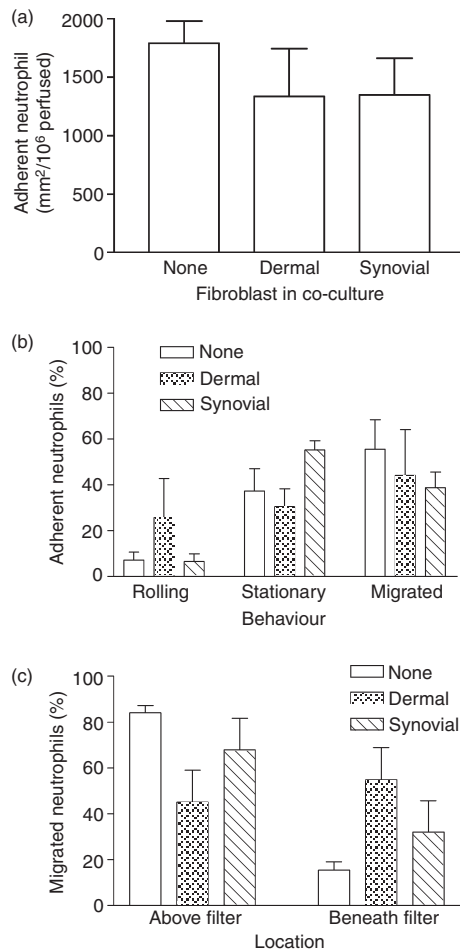 (a)
2000
1500
1000
500
0
Adherent neutrophil
(mm²/10⁶ perfused)
None Dermal Synovial
Fibroblast in co-culture
(b)
100
80
60
40
20
0
Adherent neutrophils (%)
None
Dermal
Synovial
Rolling Stationary Migrated
Behaviour
(c)
100
80
60
40
20
0
Migrated neutrophils (%)
None
Dermal
Synovial
Above filter Beneath filter
Location